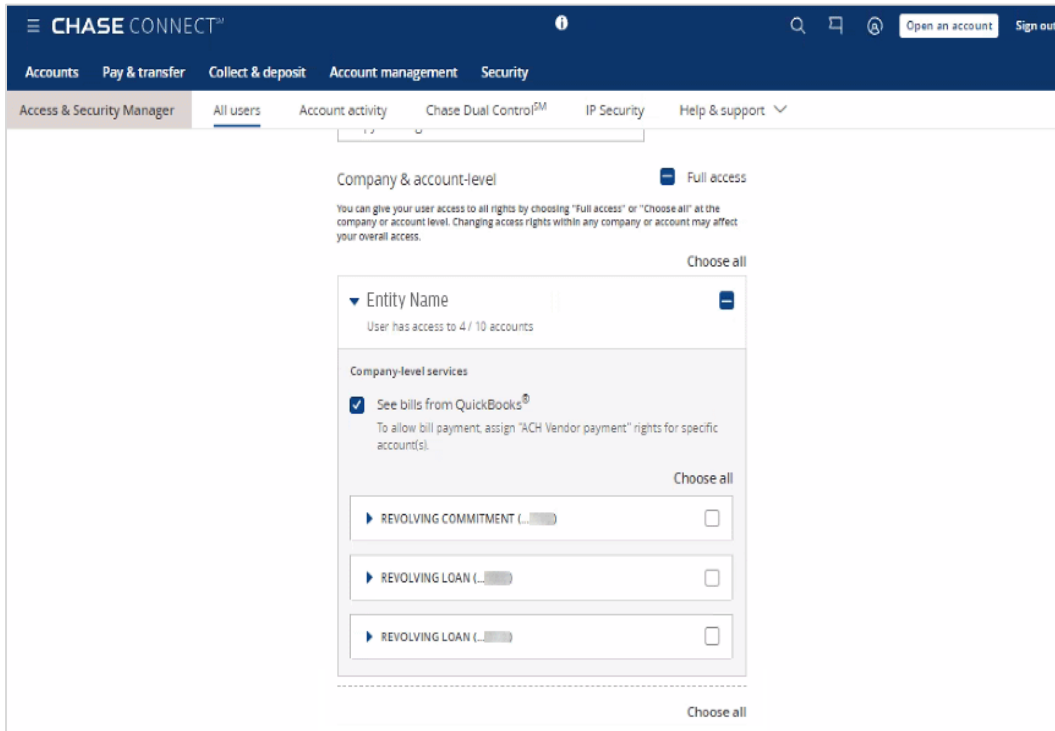 CHASE CONNECT℠
Open an account
Sign out
Accounts
Pay & transfer
Collect & deposit
Account management
Security
Access & Security Manager
All users
Account activity
Chase Dual Control℠
IP Security
Help & support
Company & account-level
Full access
You can give your user access to all rights by choosing "Full access" or "Choose all" at the
company or account level. Changing access rights within any company or account may affect
your overall access.
Choose all
Entity Name
User has access to 4 / 10 accounts
Company-level services
See bills from QuickBooks®
To allow bill payment, assign "ACH Vendor payment" rights for specific
account(s).
Choose all
REVOLVING COMMITMENT (... )
REVOLVING LOAN (... )
REVOLVING LOAN (... )
Choose all